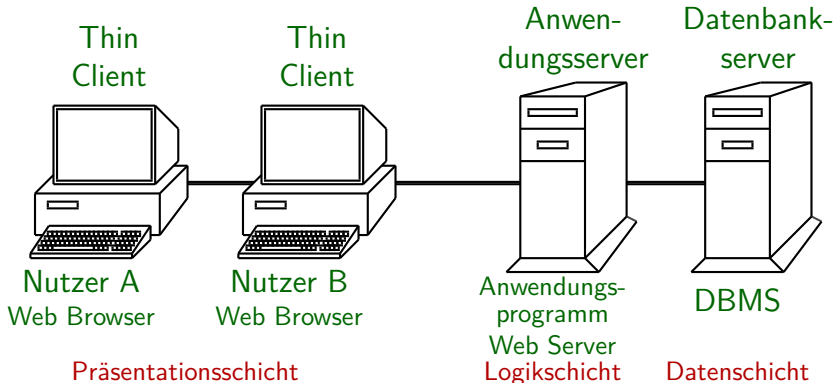 Thin
Client
Thin
Client
Anwen-
dungsserver
Datenbank-
server
Nutzer A
Web Browser
Nutzer B
Web Browser
Anwendungs-
programm
Web Server
DBMS
Präsentationsschicht
Logikschicht
Datenschicht